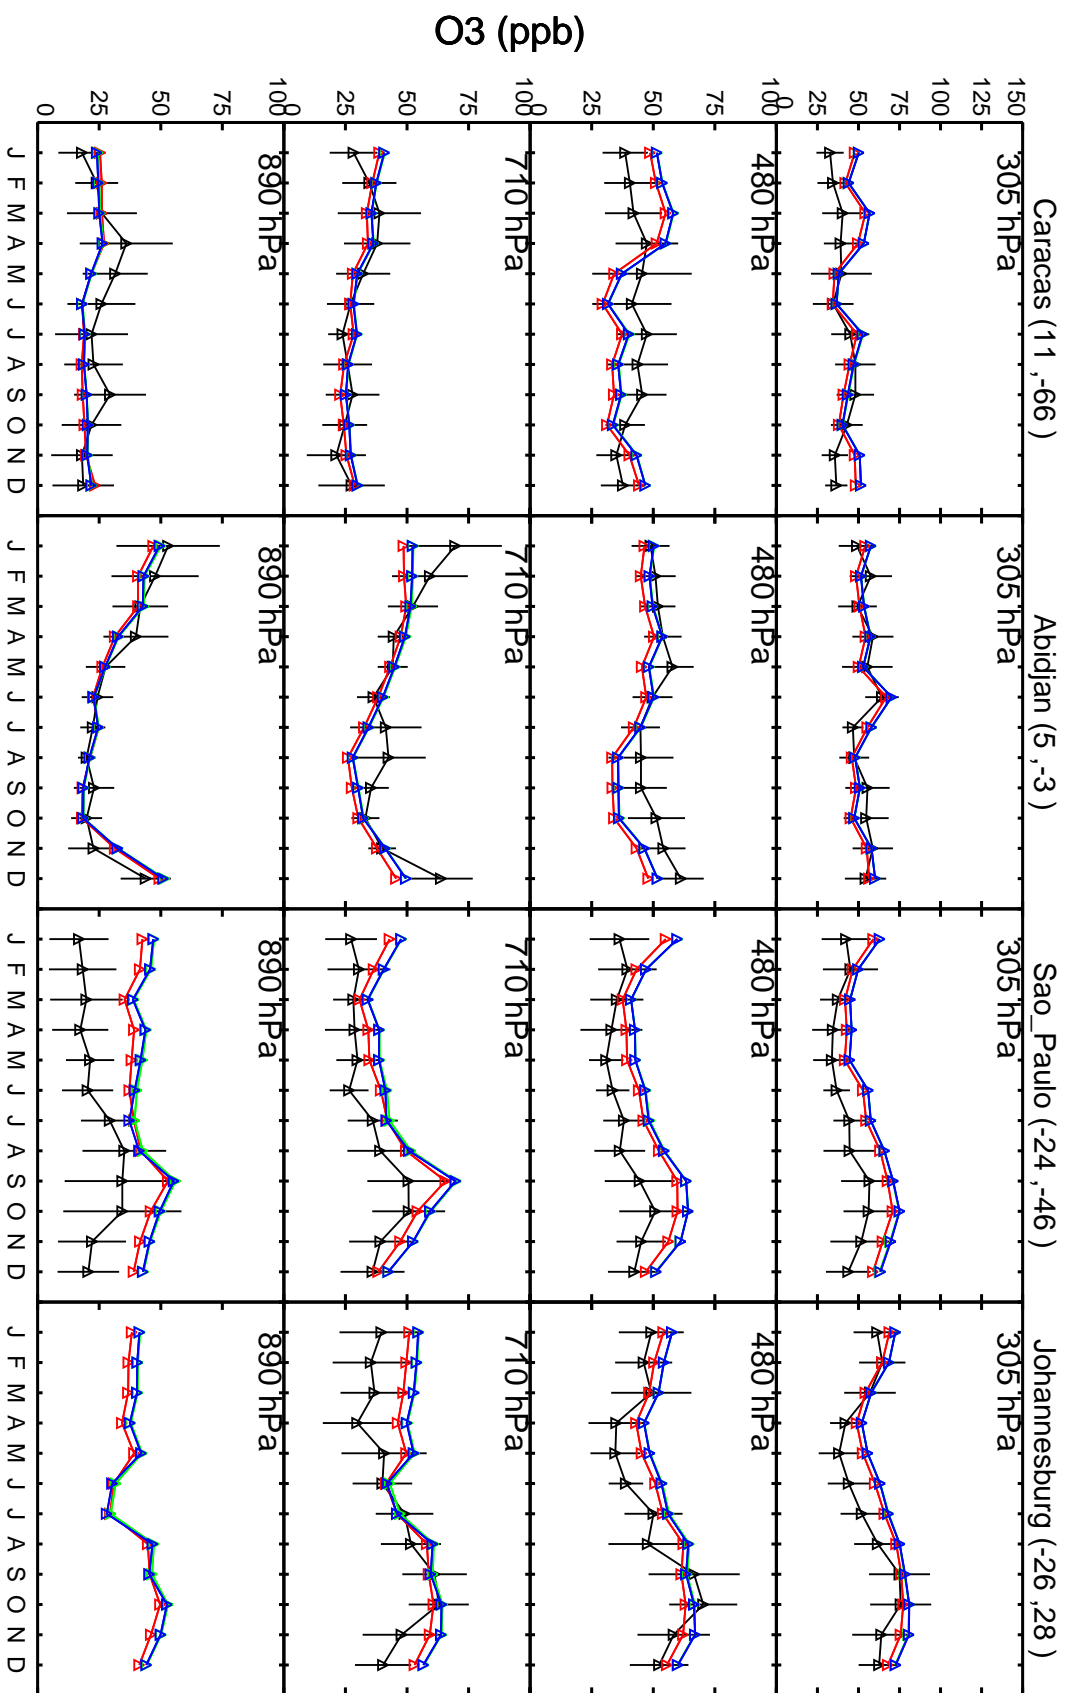 O3 (ppb)
Caracas (11 ,-66 )
Abidjan (5 ,-3 )
Sao_Paulo (-24 ,-46 )
Johannesburg (-26 ,28 )
150
125
100
75
50
25
0
305 hPa
305 hPa
305 hPa
305 hPa
100
75
50
25
0
480 hPa
480 hPa
480 hPa
480 hPa
100
75
50
25
0
710 hPa
710 hPa
710 hPa
710 hPa
100
75
50
25
0
890 hPa
890 hPa
890 hPa
890 hPa
J F M A M J J A S O N D
J F M A M J J A S O N D
J F M A M J J A S O N D
J F M A M J J A S O N D